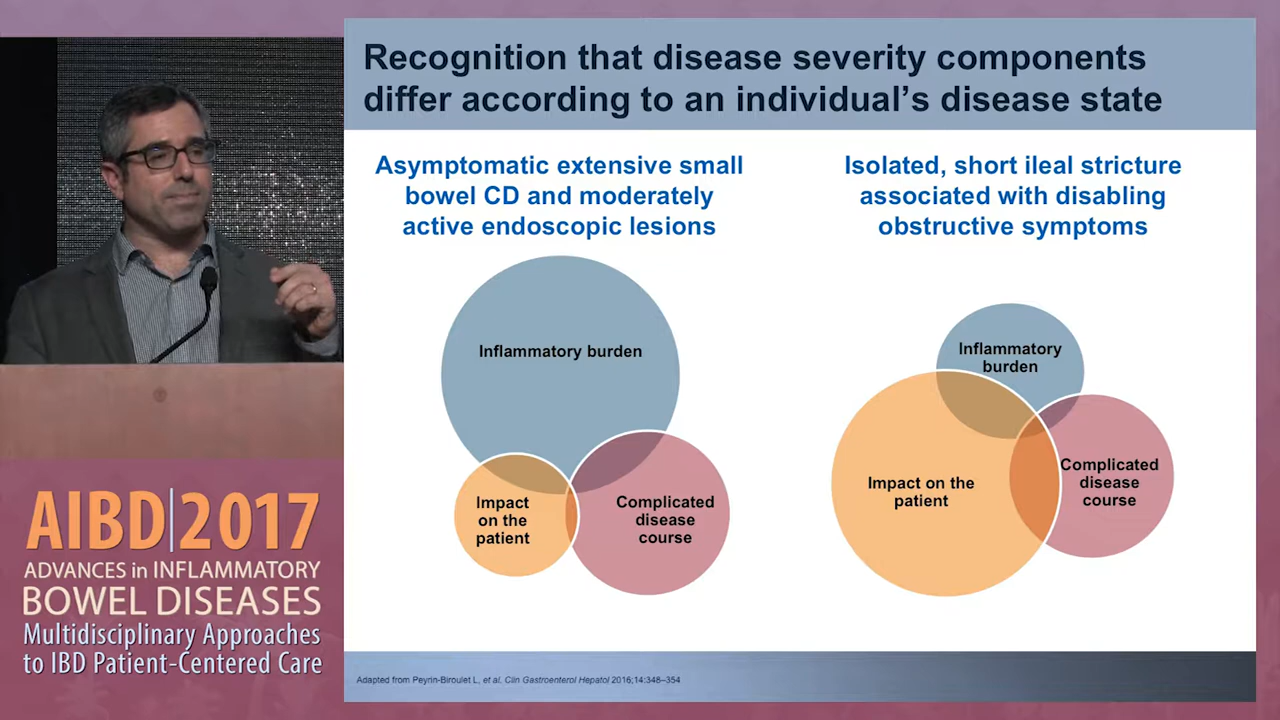 Recognition that disease severity components
differ according to an individual’s disease state
Asymptomatic extensive small
bowel CD and moderately
active endoscopic lesions
Inflammatory burden
Impact
on the
patient
Complicated
disease
course
Isolated, short ileal stricture
associated with disabling
obstructive symptoms
Inflammatory
burden
Impact on the
patient
Complicated
disease
course
Adapted from Peyrin-Biroulet L, et al. Clin Gastroenterol Hepatol 2016;14:348–354
AIBD|2017
ADVANCES in INFLAMMATORY
BOWEL DISEASES
Multidisciplinary Approaches
to IBD Patient-Centered Care